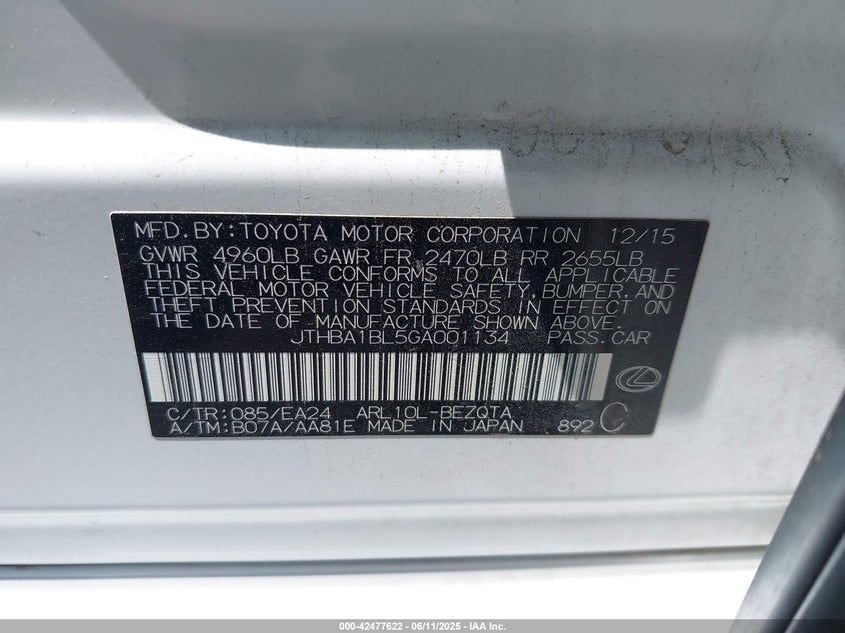 MFD.BY:TOYOTA MOTOR CORPORATION 12/15
GVWR 4960LB GAWR FR 2470LB RR 2655LB
THIS VEHICLE CONFORMS TO ALL APPLICABLE
FEDERAL MOTOR VEHICLE SAFETY,BUMPER,AND
THEFT PREVENTION STANDARDS IN EFFECT ON
THE DATE OF MANUFACTURE SHOWN ABOVE.
JTHBA1BL5GA001134 PASS.CAR
C/TR:085/EA24 ARL10L-BEZQTA
A/TM:B07A/AA81E MADE IN JAPAN 892 C
000-42477622 - 06/11/2025 - IAA Inc.